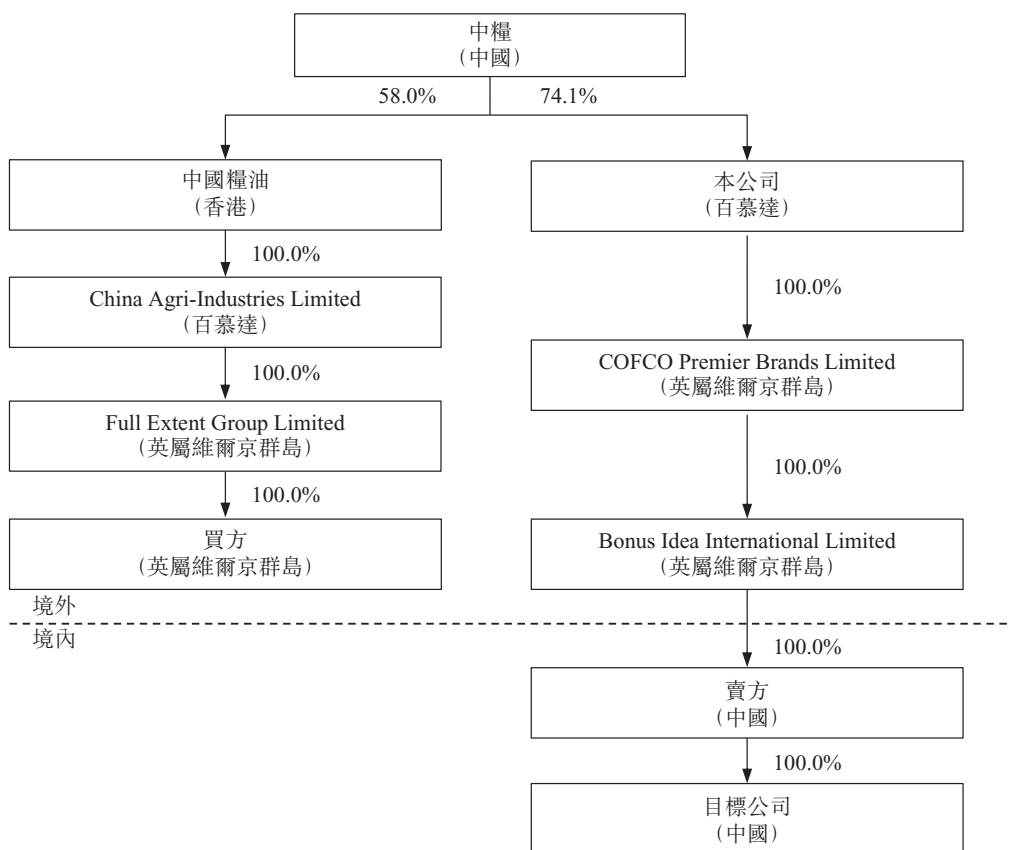 中糧
（中國）
58.0%
74.1%
中國糧油
（香港）
本公司
（百慕達）
100.0%
100.0%
China Agri-Industries Limited
（百慕達）
100.0%
COFCO Premier Brands Limited
（英屬維爾京群島）
Full Extent Group Limited
（英屬維爾京群島）
100.0%
100.0%
買方
（英屬維爾京群島）
Bonus Idea International Limited
（英屬維爾京群島）
境外
境內
100.0%
賣方
（中國）
100.0%
目標公司
（中國）